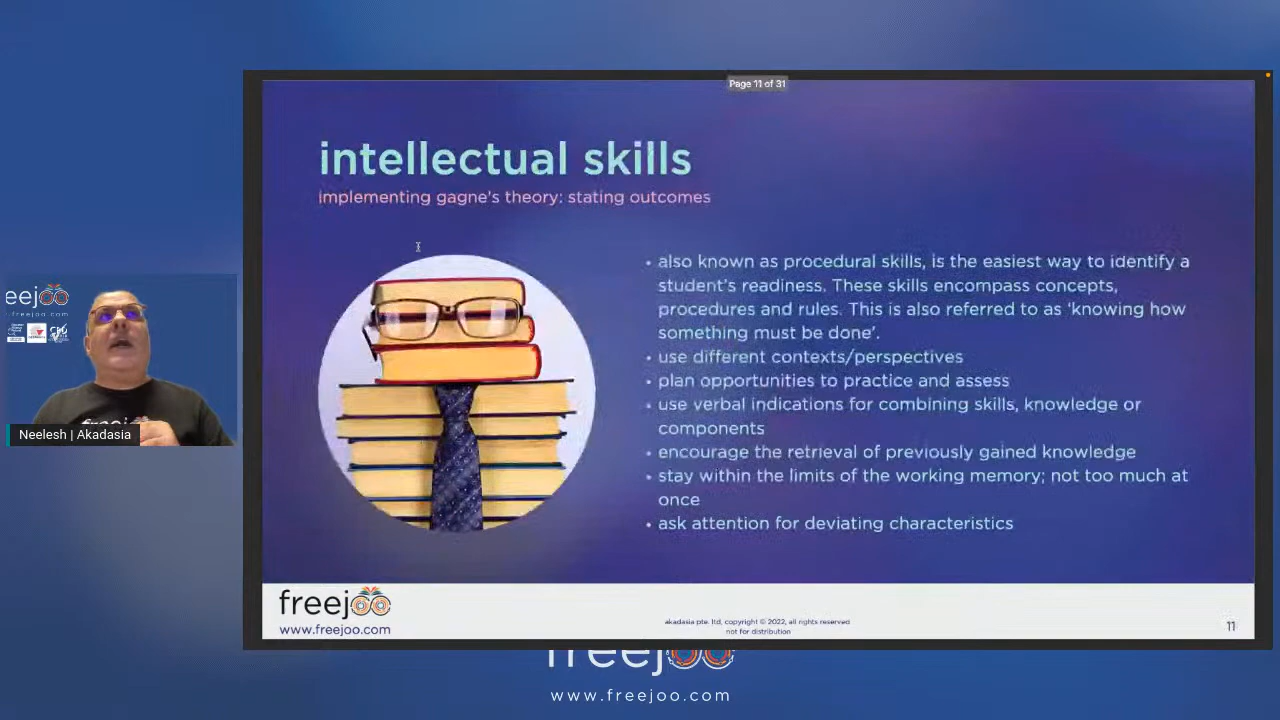 Page 11 of 31
intellectual skills
implementing gagne's theory: stating outcomes
• also known as procedural skills, is the easiest way to identify a
student's readiness. These skills encompass concepts,
procedures and rules. This is also referred to as 'knowing how
something must be done'.
• use different contexts/perspectives
• plan opportunities to practice and assess
• use verbal indications for combining skills, knowledge or
components
• encourage the retrieval of previously gained knowledge
• stay within the limits of the working memory; not too much at
once
• ask attention for deviating characteristics
eejoo
.freejoo.com
Neelesh | Akadasia
freejoo
www.freejoo.com
akadasia pte. ltd, copyright © 2022, all rights reserved
not for distribution
11
freejoo
www.freejoo.com